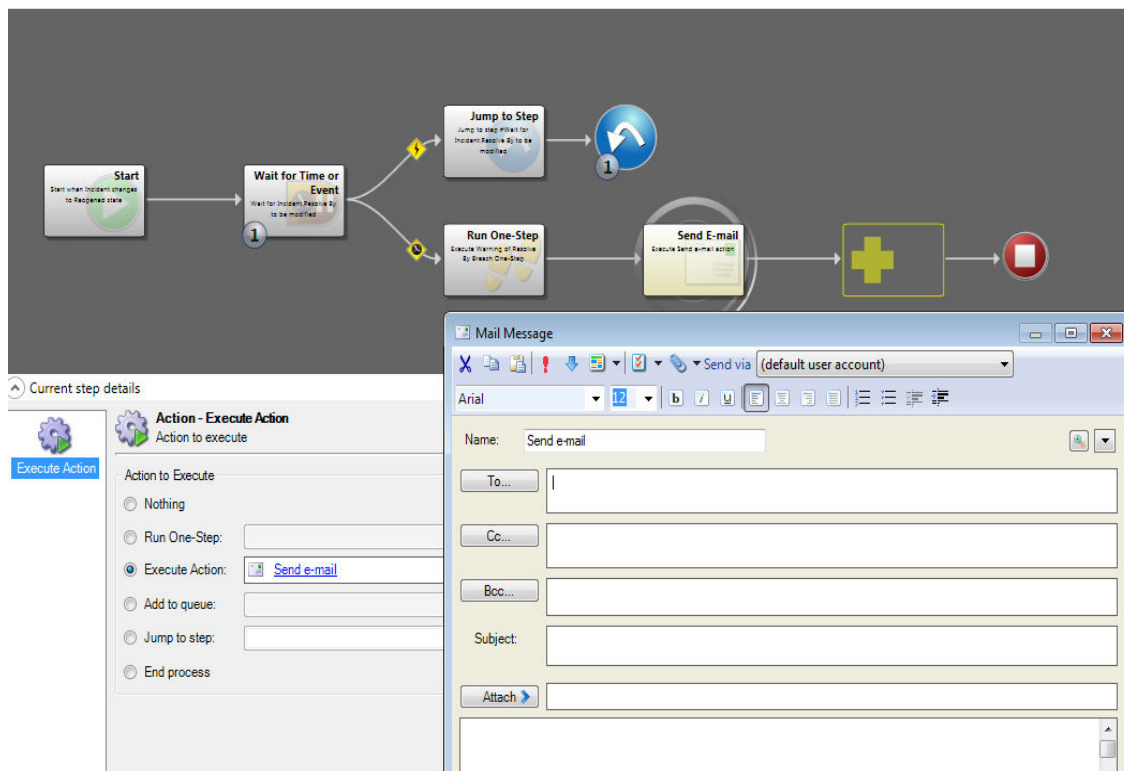 Jump to Step
Jump to step #Wait for
Incident.Resolve By to be
modified
1
Start
Start when Incident changes
to Reopened state
Wait for Time or
Event
Wait for Incident.Resolve By
to be modified
1
Run One-Step
Execute Warning of Resolve
By Breach One-Step
Send E-mail
Execute Send e-mail action
Mail Message
Send via (default user account)
Arial 12 b i u
Name: Send e-mail
To...
Cc...
Bcc...
Subject:
Attach
Current step details
Execute Action
Action - Execute Action
Action to execute
Action to Execute
Nothing
Run One-Step:
Execute Action: Send e-mail
Add to queue:
Jump to step:
End process